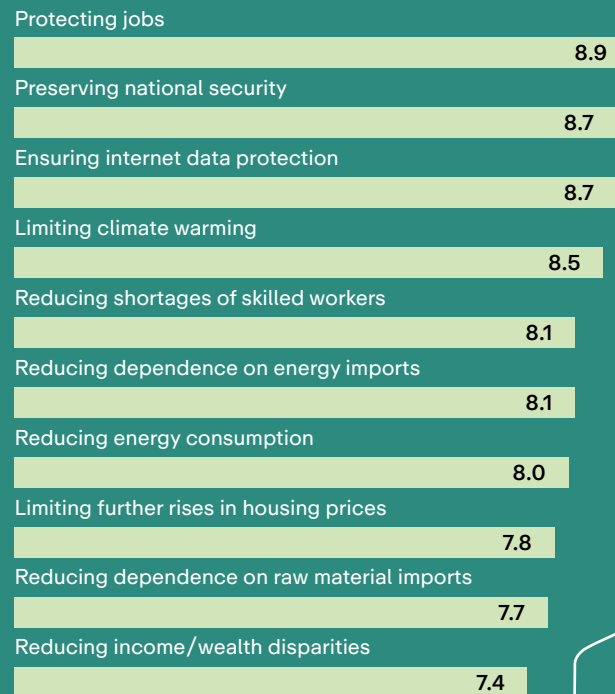 Protecting jobs
8.9
Preserving national security
8.7
Ensuring internet data protection
8.7
Limiting climate warming
8.5
Reducing shortages of skilled workers
8.1
Reducing dependence on energy imports
8.1
Reducing energy consumption
8.0
Limiting further rises in housing prices
7.8
Reducing dependence on raw material imports
7.7
Reducing income/wealth disparities
7.4